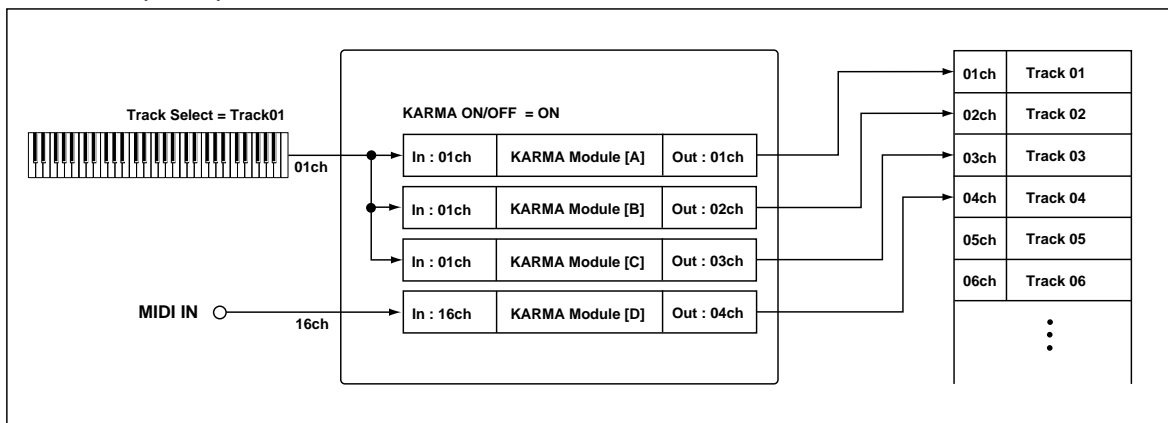 Track Select = Track01
01ch
MIDI IN
16ch
KARMA ON/OFF = ON
In : 01ch KARMA Module [A] Out : 01ch
In : 01ch KARMA Module [B] Out : 02ch
In : 01ch KARMA Module [C] Out : 03ch
In : 16ch KARMA Module [D] Out : 04ch
01ch Track 01
02ch Track 02
03ch Track 03
04ch Track 04
05ch Track 05
06ch Track 06